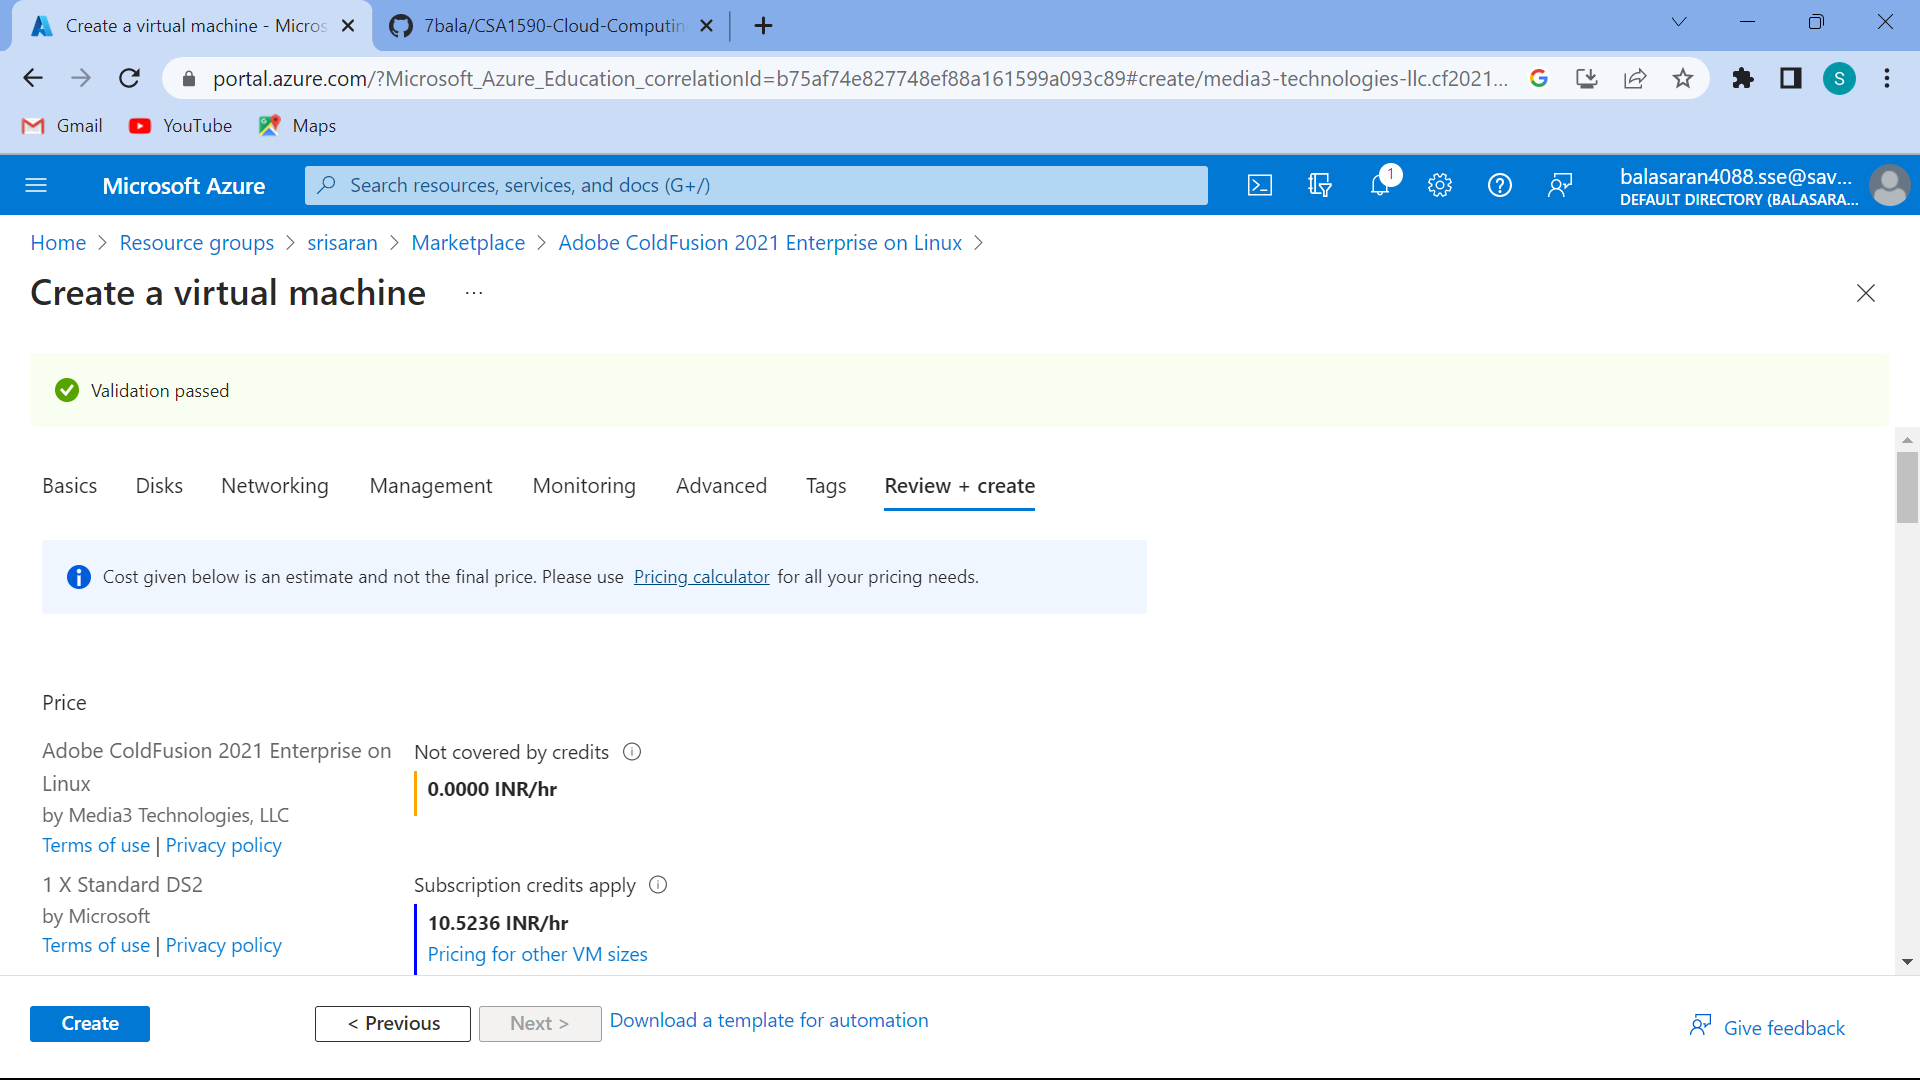 Create a virtual machine - Micros
7bala/CSA1590-Cloud-Computin
portal.azure.com/?Microsoft_Azure_Education_correlationId=b75af74e827748ef88a161599a093c89#create/media3-technologies-llc.cf2021...
S
Gmail
YouTube
Maps
Microsoft Azure
Search resources, services, and docs (G+/)
1
balasaran4088.sse@sav...
DEFAULT DIRECTORY (BALASARA...
Home > Resource groups > srisaran > Marketplace > Adobe ColdFusion 2021 Enterprise on Linux >
Create a virtual machine ...
Validation passed
Basics Disks Networking Management Monitoring Advanced Tags Review + create
Cost given below is an estimate and not the final price. Please use Pricing calculator for all your pricing needs.
Price
Adobe ColdFusion 2021 Enterprise on
Linux
by Media3 Technologies, LLC
Terms of use | Privacy policy
Not covered by credits
0.0000 INR/hr
1 X Standard DS2
by Microsoft
Terms of use | Privacy policy
Subscription credits apply
10.5236 INR/hr
Pricing for other VM sizes
Create
< Previous
Next >
Download a template for automation
Give feedback